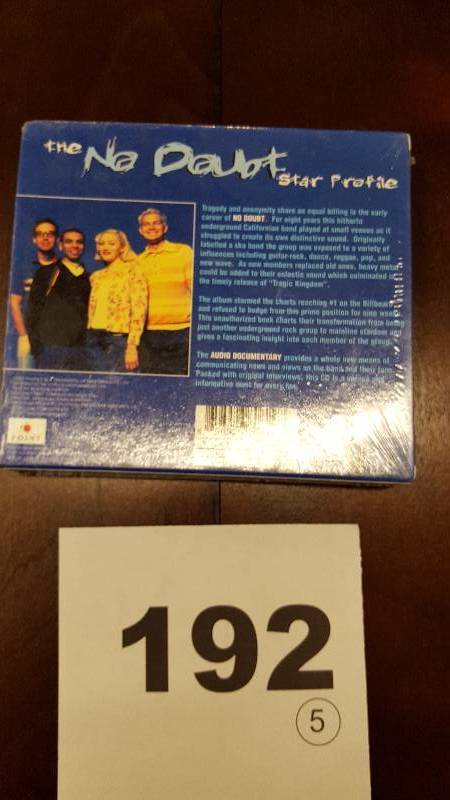 the No Doubt Star Profile
Tragedy and anonymity share an equal billing in the early
career of NO DOUBT. For eight years this hitherto
underground Californian band played at small venues as it
struggled to create its own distinctive sound. Originally
labelled a ska band the group was exposed to a variety of
influences including guitar-rock, dance, reggae, pop, and
new wave. As new members replaced old ones, heavy metal
could be added to their eclectic sound which culminated in
the timely release of "Tragic Kingdom".
The album stormed the charts reaching #1 on the Billboard
and refused to budge from this prime position for nine weeks
This unauthorized book charts their transformation from being
just another underground rock group to mainline stardom and
gives a fascinating insight into each member of the group.
The AUDIO DOCUMENTARY provides a whole new means of
communicating news and views on the band and their fans.
Packed with original interviews, this CD is a and
informative must for every fan.
POINT
192
5